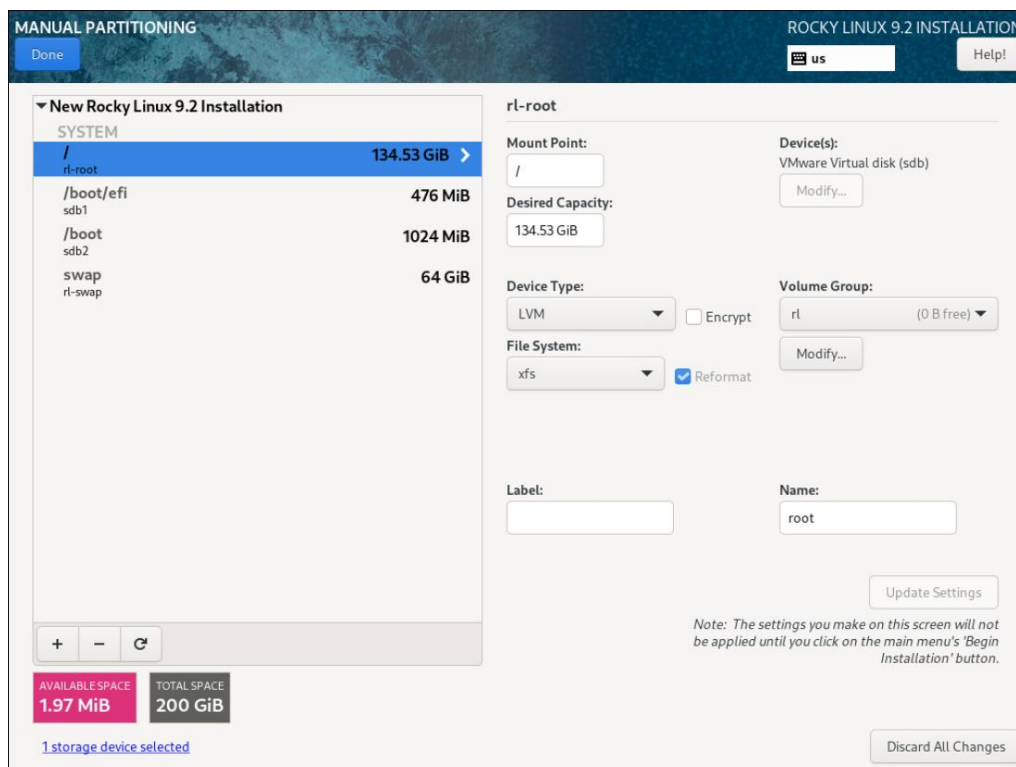 MANUAL PARTITIONING
ROCKY LINUX 9.2 INSTALLATION
Done
us
Help!
New Rocky Linux 9.2 Installation
SYSTEM
/
134.53 GiB
rl-root
/boot/efi
476 MiB
sdb1
/boot
1024 MiB
sdb2
swap
64 GiB
rl-swap
+ −
AVAILABLE SPACE
1.97 MiB
TOTAL SPACE
200 GiB
1 storage device selected
rl-root
Mount Point:
/
Device(s):
VMware Virtual disk (sdb)
Modify...
Desired Capacity:
134.53 GiB
Device Type:
LVM
Encrypt
Volume Group:
rl (0 B free)
Modify...
File System:
xfs
Reformat
Label:
Name:
root
Update Settings
Note: The settings you make on this screen will not
be applied until you click on the main menu's 'Begin
Installation' button.
Discard All Changes